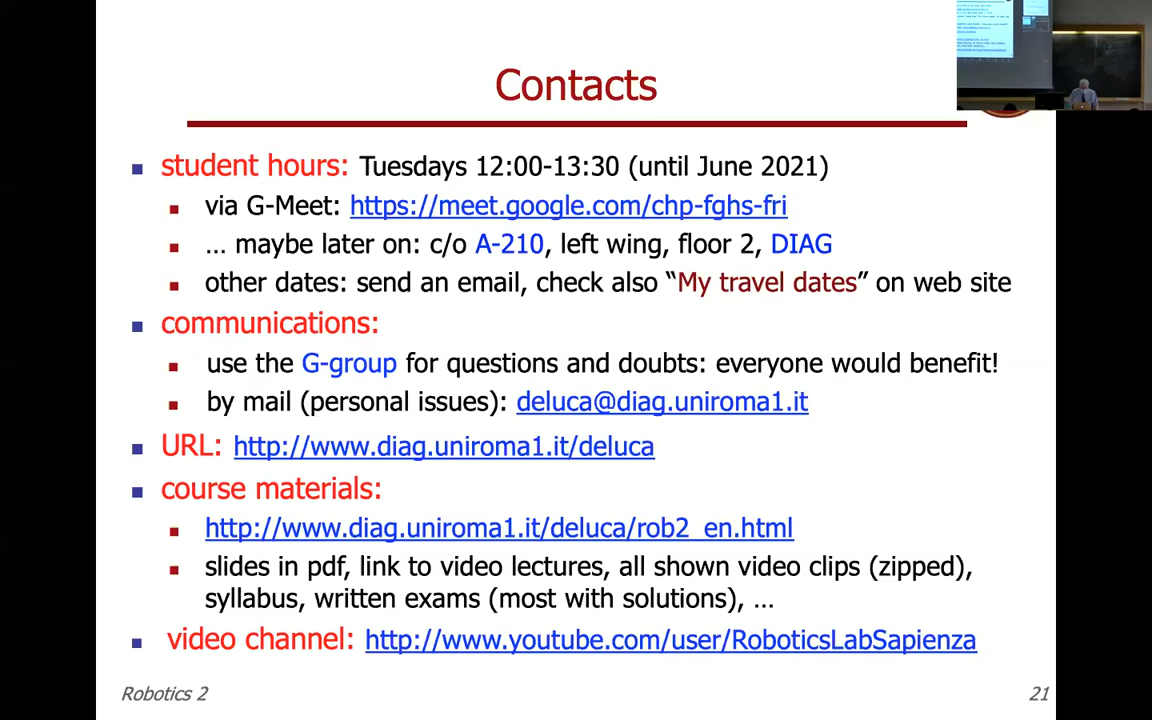 Contacts
student hours: Tuesdays 12:00-13:30 (until June 2021)
via G-Meet: https://meet.google.com/chp-fghs-fri
… maybe later on: c/o A-210, left wing, floor 2, DIAG
other dates: send an email, check also “My travel dates” on web site
communications:
use the G-group for questions and doubts: everyone would benefit!
by mail (personal issues): deluca@diag.uniroma1.it
URL: http://www.diag.uniroma1.it/deluca
course materials:
http://www.diag.uniroma1.it/deluca/rob2_en.html
slides in pdf, link to video lectures, all shown video clips (zipped),
syllabus, written exams (most with solutions), …
video channel: http://www.youtube.com/user/RoboticsLabSapienza
Robotics 2
21